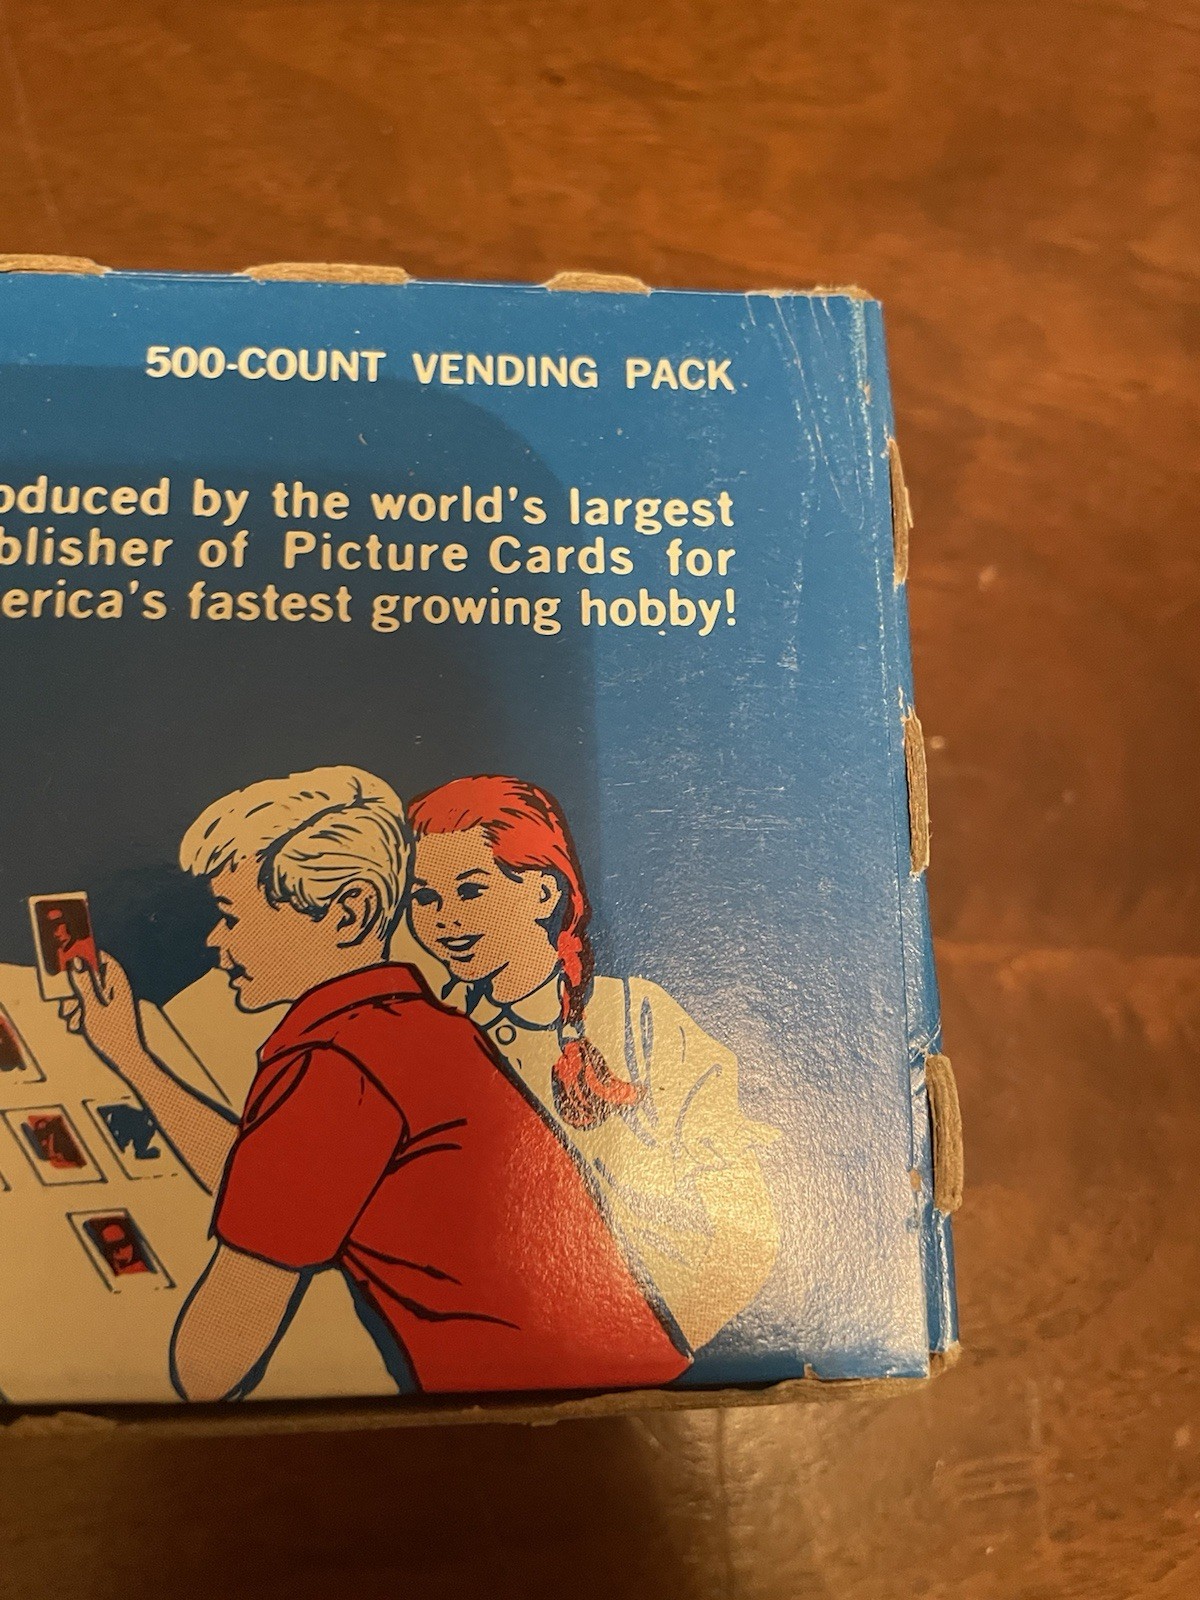 500-COUNT VENDING PACK
oduced by the world's largest
blisher of Picture Cards for
erica's fastest growing hobby!